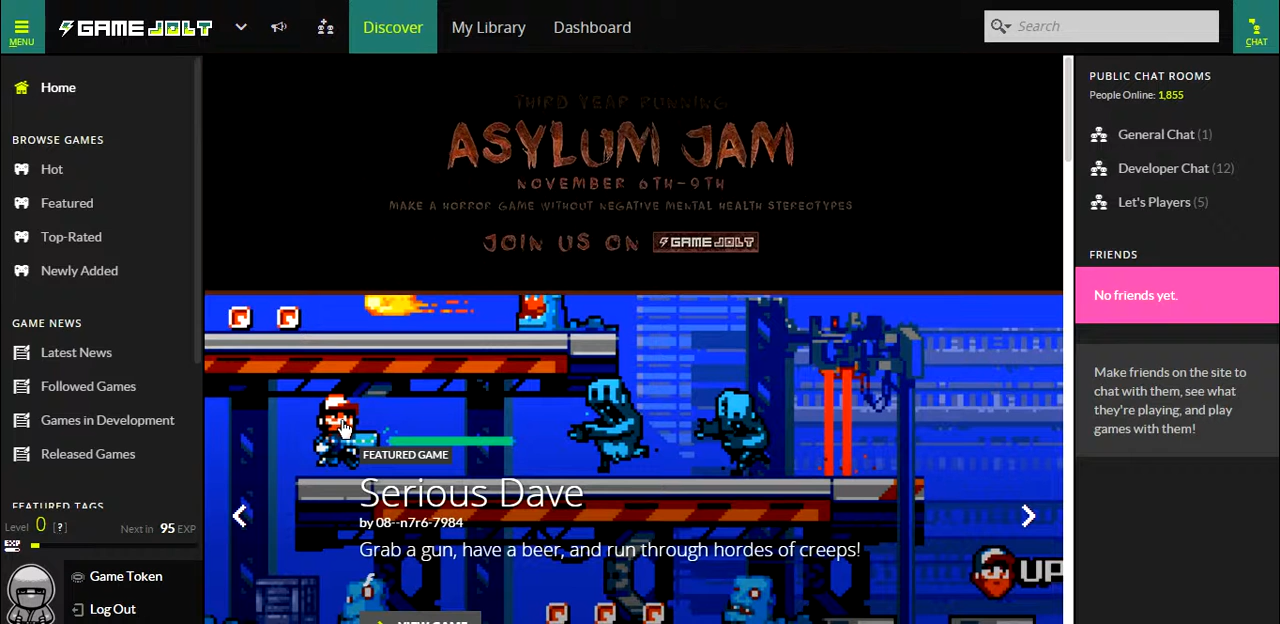 MENU
GAME JOLT
Discover
My Library
Dashboard
Search
CHAT
Home
BROWSE GAMES
Hot
Featured
Top-Rated
Newly Added
GAME NEWS
Latest News
Followed Games
Games in Development
Released Games
FEATURED TAGS
Level 0 [?]
Next in 95 EXP
EXP
Game Token
Log Out
THIRD YEAR RUNNING
ASYLUM JAM
NOVEMBER 6TH-9TH
MAKE A HORROR GAME WITHOUT NEGATIVE MENTAL HEALTH STEREOTYPES
JOIN US ON GAME JOLT
FEATURED GAME
Serious Dave
by 08--n7r6-7984
Grab a gun, have a beer, and run through hordes of creeps!
VIEW GAME
UP
PUBLIC CHAT ROOMS
People Online: 1,855
General Chat (1)
Developer Chat (12)
Let's Players (5)
FRIENDS
No friends yet.
Make friends on the site to
chat with them, see what
they're playing, and play
games with them!